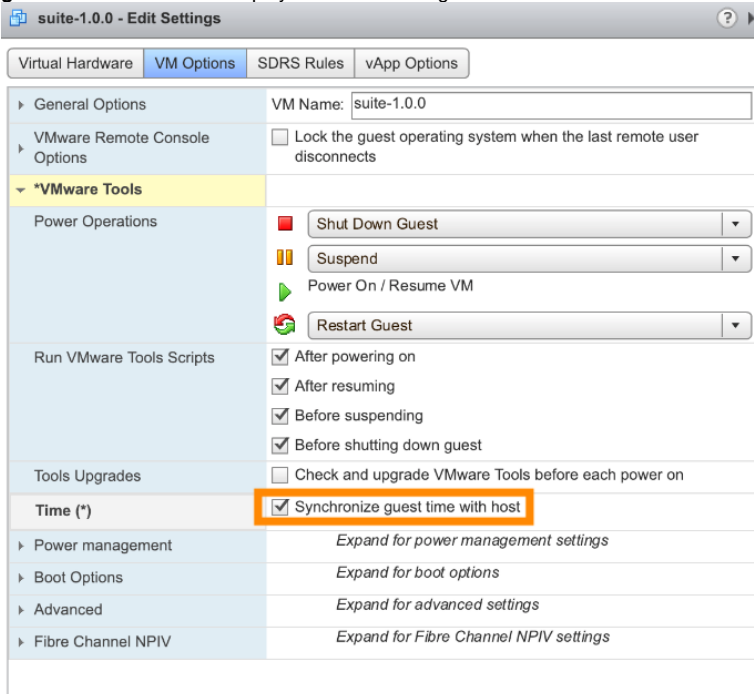 suite-1.0.0 - Edit Settings
?
Virtual Hardware VM Options SDRS Rules vApp Options
General Options VM Name: suite-1.0.0
VMware Remote Console Options Lock the guest operating system when the last remote user disconnects
*VMware Tools
Power Operations Shut Down Guest
Suspend
Power On / Resume VM
Restart Guest
Run VMware Tools Scripts After powering on
After resuming
Before suspending
Before shutting down guest
Tools Upgrades Check and upgrade VMware Tools before each power on
Time (*) Synchronize guest time with host
Power management Expand for power management settings
Boot Options Expand for boot options
Advanced Expand for advanced settings
Fibre Channel NPIV Expand for Fibre Channel NPIV settings